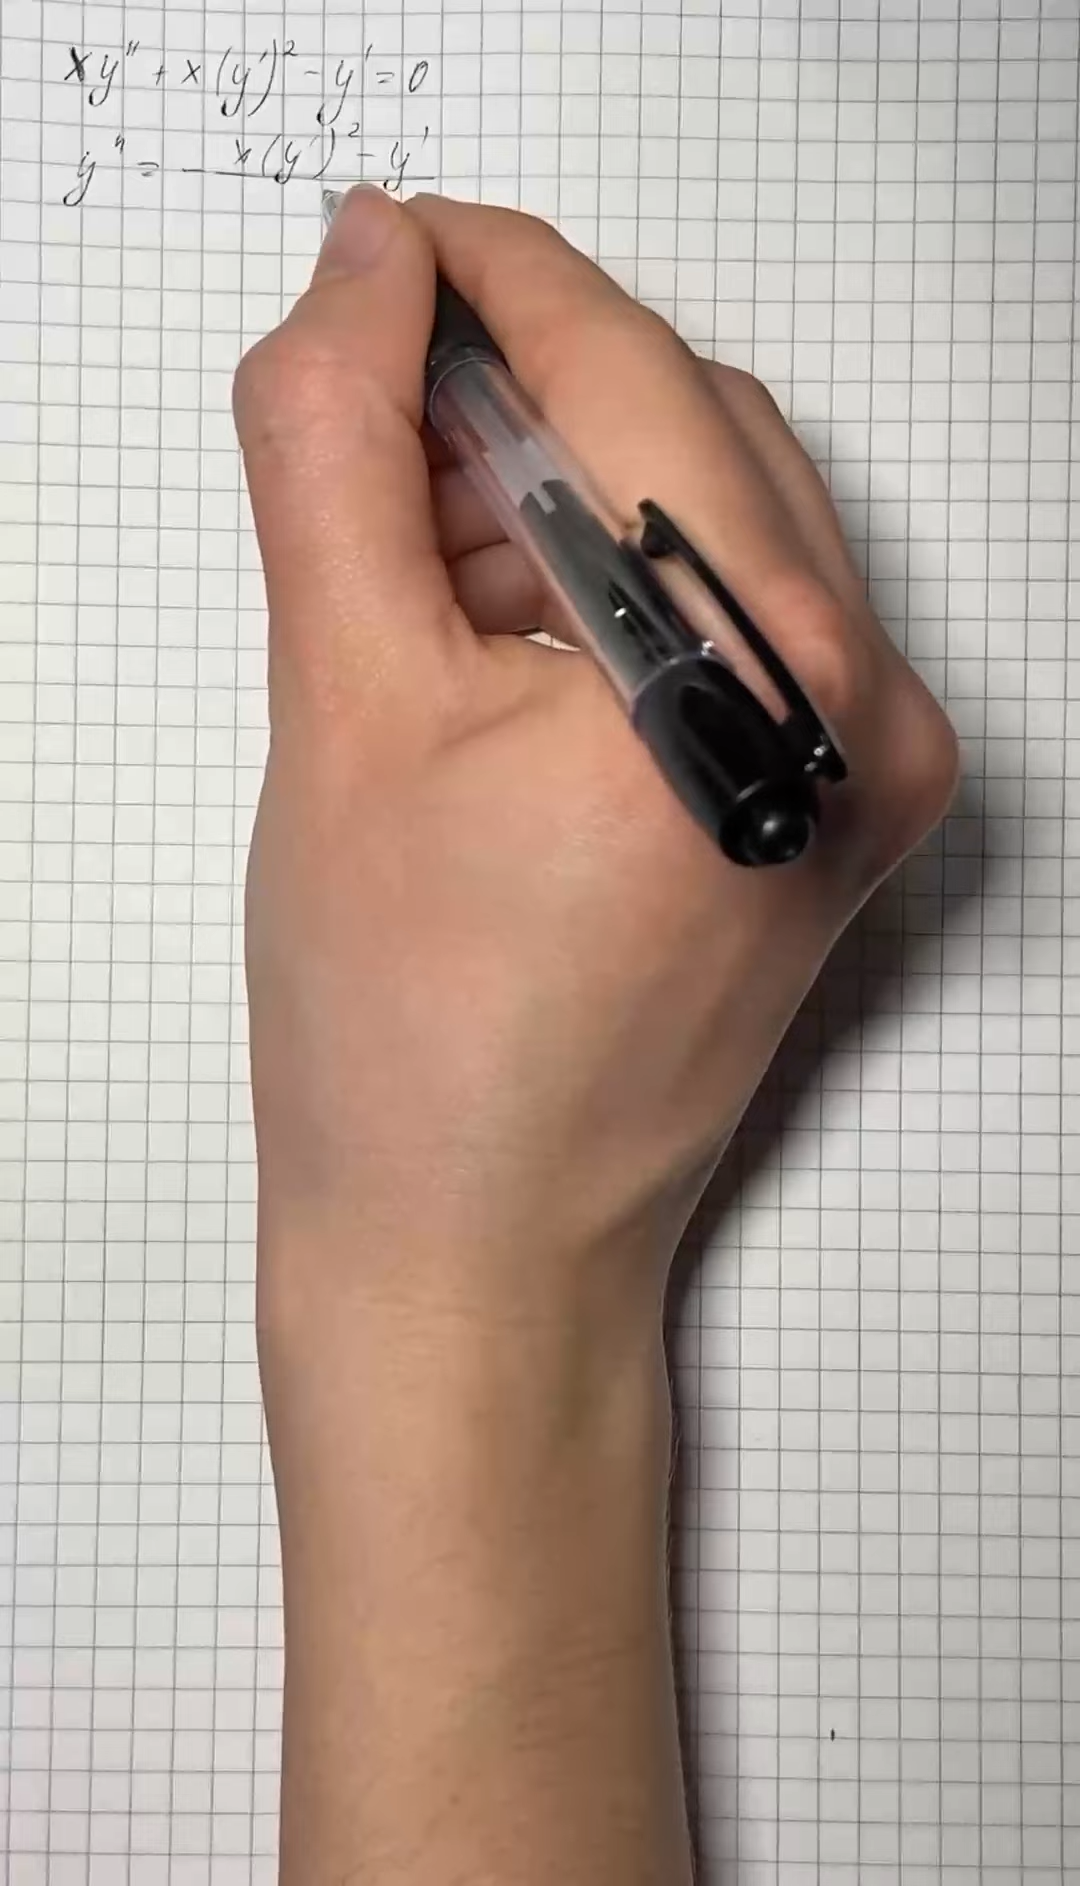 xy'' + x(y')² - y' = 0
y'' = - x(y')² - y'